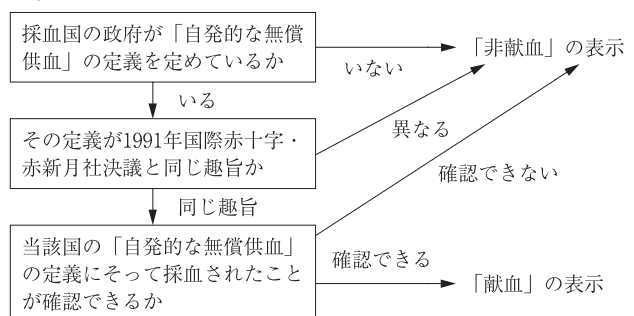 採血国の政府が「自発的な無償
供血」の定義を定めているか
いない
「非献血」の表示
いる
その定義が1991年国際赤十字・
赤新月社決議と同じ趣旨か
異なる
確認できない
同じ趣旨
当該国の「自発的な無償供血」
の定義にそって採血されたこと
が確認できるか
確認できる
「献血」の表示